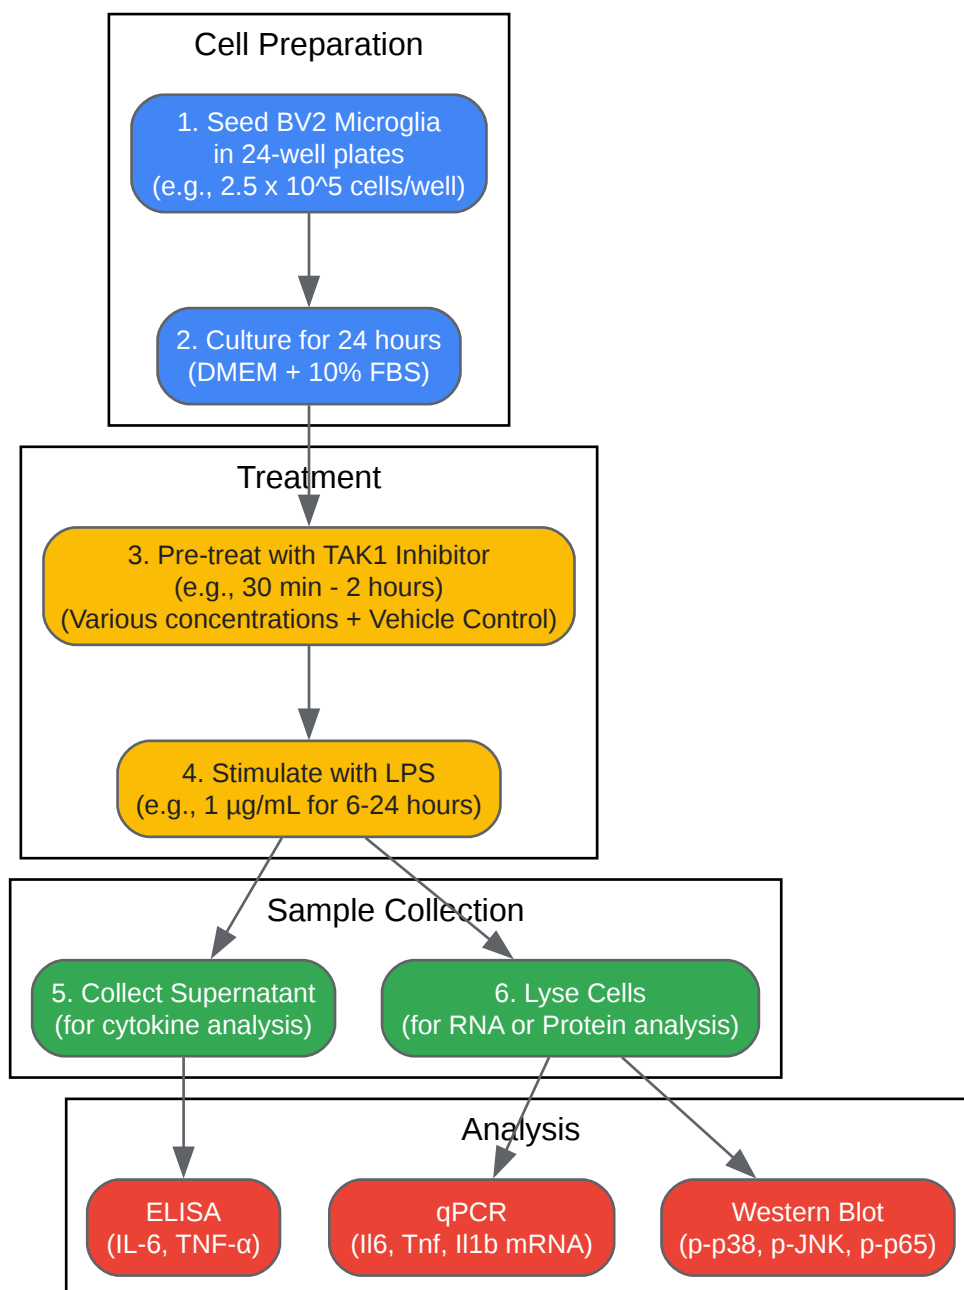 Cell Preparation
1. Seed BV2 Microglia
in 24-well plates
(e.g., 2.5 x 10^5 cells/well)
2. Culture for 24 hours
(DMEM + 10% FBS)
Treatment
3. Pre-treat with TAK1 Inhibitor
(e.g., 30 min - 2 hours)
(Various concentrations + Vehicle Control)
4. Stimulate with LPS
(e.g., 1 µg/mL for 6-24 hours)
Sample Collection
5. Collect Supernatant
(for cytokine analysis)
6. Lyse Cells
(for RNA or Protein analysis)
Analysis
ELISA
(IL-6, TNF-α)
qPCR
(Il6, Tnf, Il1b mRNA)
Western Blot
(p-p38, p-JNK, p-p65)